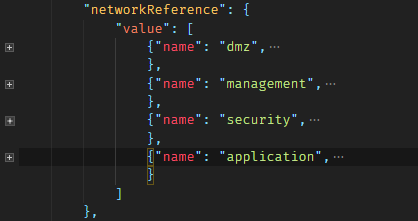 "networkReference": {
"value": [
{"name": "dmz",...
},
{"name": "management",...
},
{"name": "security",...
},
{"name": "application",...
}
]
},